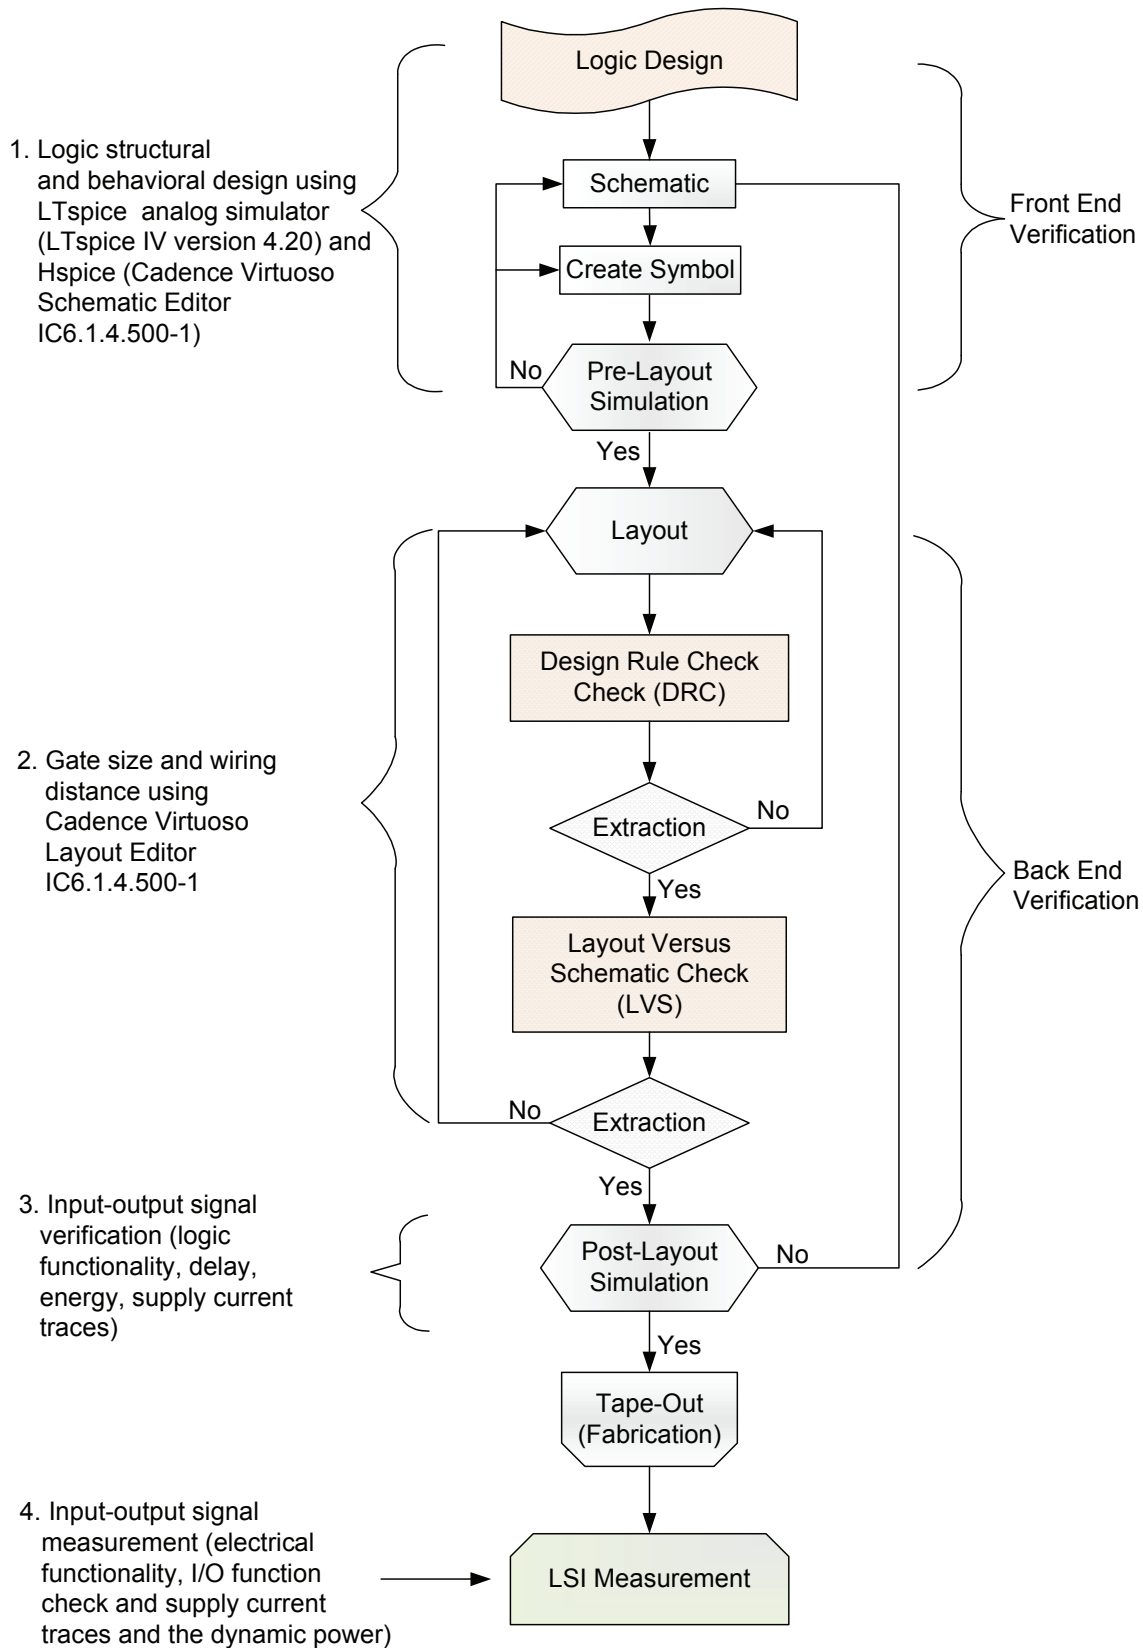 Logic Design
1. Logic structural
and behavioral design using
LTspice analog simulator
(LTspice IV version 4.20) and
Hspice (Cadence Virtuoso
Schematic Editor
IC6.1.4.500-1)
Schematic
Create Symbol
No
Pre-Layout
Simulation
Front End
Verification
Yes
Layout
Design Rule Check
Check (DRC)
2. Gate size and wiring
distance using
Cadence Virtuoso
Layout Editor
IC6.1.4.500-1
Extraction
No
Yes
Back End
Verification
Layout Versus
Schematic Check
(LVS)
No
Extraction
Yes
3. Input-output signal
verification (logic
functionality, delay,
energy, supply current
traces)
Post-Layout
Simulation
No
Yes
Tape-Out
(Fabrication)
4. Input-output signal
measurement (electrical
functionality, I/O function
check and supply current
traces and the dynamic power)
LSI Measurement